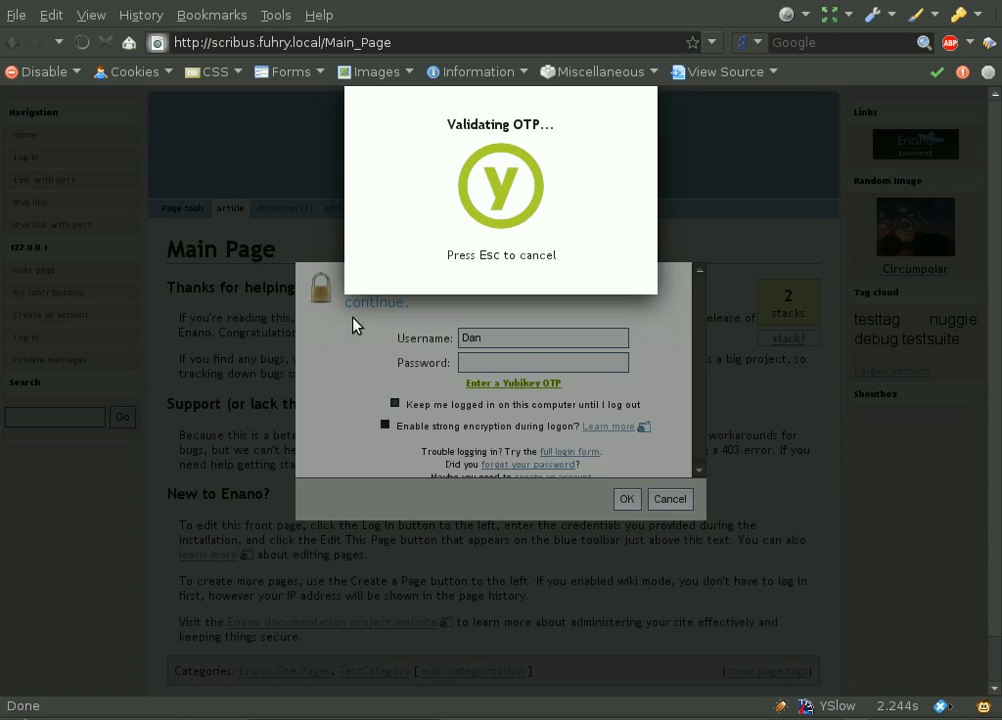 File Edit View History Bookmarks Tools Help
http://scribus.fuhry.local/Main_Page
Google
Disable Cookies CSS Forms Images Information Miscellaneous View Source
Validating OTP...
y
Press Esc to cancel
Navigation
Home
Log in
Link with port
IPv6 link
IPv6 link with port
127.0.0.1
User page
My contributions
Create an account
Log in
Private messages
Search
Go
Page tools article discussion (1)
Main Page
Thanks for helping
If you're reading this,
release of
Enano. Congratulation
If you find any bugs,
s a big project, so
tracking down bugs is
Support (or lack th
Because this is a beta
workarounds for
bugs, but we can't he
g a 403 error. If you
need help getting sta
New to Enano?
To edit this front page, click the Log In button to the left, enter the credentials you provided during the
installation, and click the Edit This Page button that appears on the blue toolbar just above this text. You can also
learn more about editing pages.
To create more pages, use the Create a Page button to the left. If you enabled wiki mode, you don't have to log in
first, however your IP address will be shown in the page history.
Visit the Enano documentation project website to learn more about administering your site effectively and
keeping things secure.
Categories: Enano Site Pages, TestCategory [ edit categorization ] (show page tags)
continue.
Username: Dan
Password:
Enter a Yubikey OTP
Keep me logged in on this computer until I log out
Enable strong encryption during logon? Learn more
Trouble logging in? Try the full login form.
Did you forget your password?
Maybe you need to create an account.
OK Cancel
2
stacks
stack!
Links
Enano
powered
Random Image
Circumpolar
Tag cloud
testtag nuggie
debug testsuite
Larger version
Shoutbox
Done YSlow 2.244s